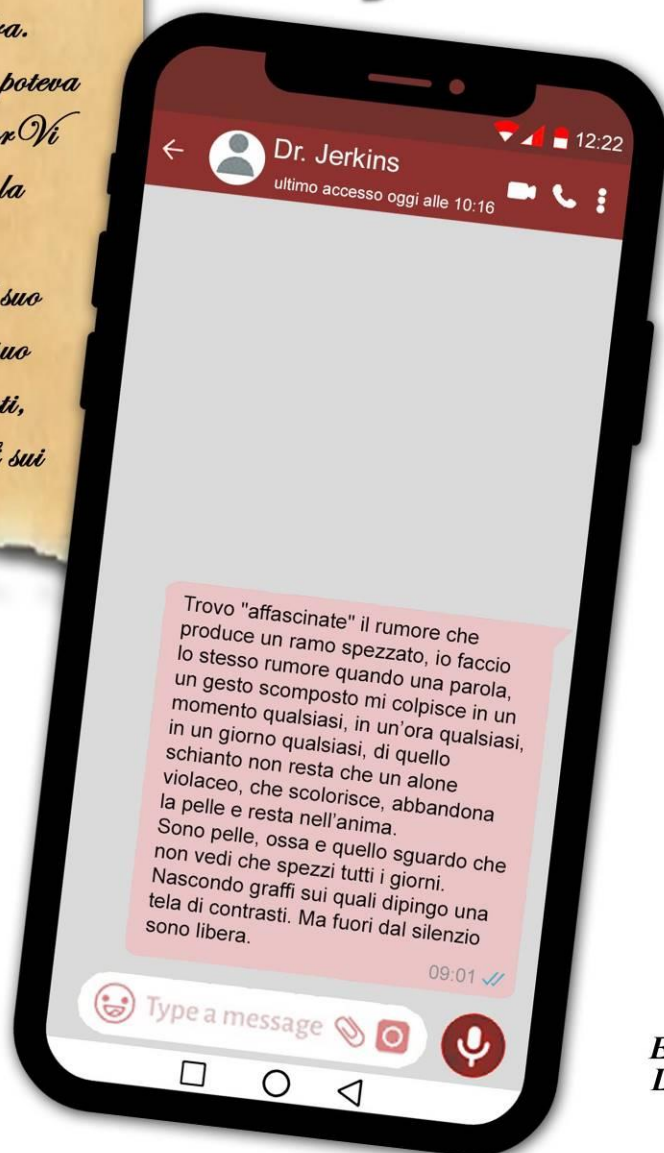 va.
poteva
r Vi
la
suo
uo
ti,
sui
12:22
Dr. Jerkins
ultimo accesso oggi alle 10:16
Trovo "affascinate" il rumore che
produce un ramo spezzato, io faccio
lo stesso rumore quando una parola,
un gesto scomposto mi colpisce in un
momento qualsiasi, in un'ora qualsiasi,
in un giorno qualsiasi, di quello
schianto non resta che un alone
violaceo, che scolorisce, abbandona
la pelle e resta nell'anima.
Sono pelle, ossa e quello sguardo che
non vedi che spezzi tutti i giorni.
Nascondo graffi sui quali dipingo una
tela di contrasti. Ma fuori dal silenzio
sono libera.
09:01
Type a message